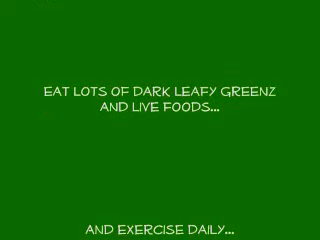 EAT LOTS OF DARK LEAFY GREENZ
AND LIVE FOODS...
AND EXERCISE DAILY...